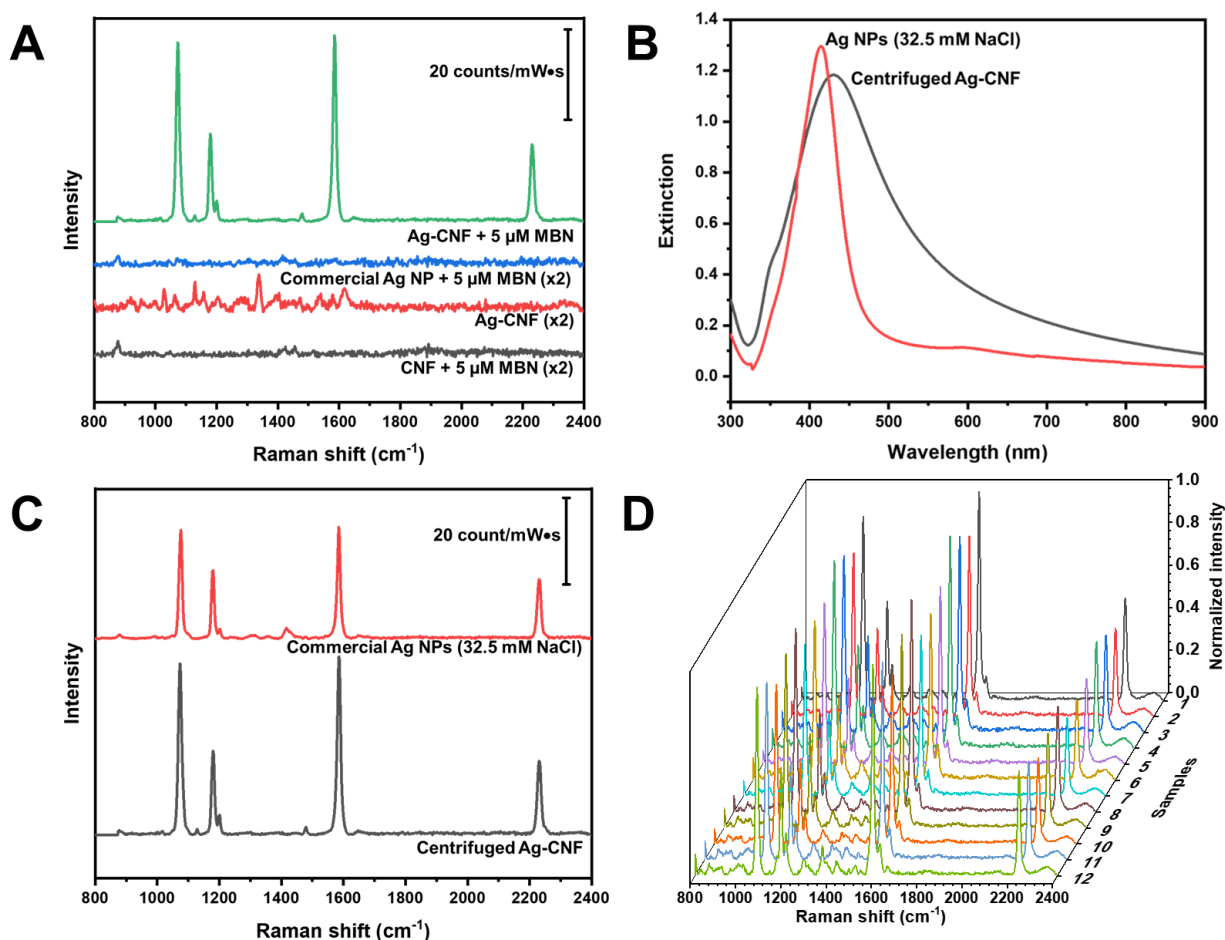 A
20 counts/mW•s
Ag-CNF + 5 µM MBN
Commercial Ag NP + 5 µM MBN (x2)
Ag-CNF (x2)
CNF + 5 µM MBN (x2)
Intensity
800 1000 1200 1400 1600 1800 2000 2200 2400
Raman shift (cm⁻¹)
B
Ag NPs (32.5 mM NaCl)
Centrifuged Ag-CNF
Extinction
1.4
1.2
1.0
0.8
0.6
0.4
0.2
0.0
300 400 500 600 700 800 900
Wavelength (nm)
C
20 count/mW•s
Commercial Ag NPs (32.5 mM NaCl)
Centrifuged Ag-CNF
Intensity
800 1000 1200 1400 1600 1800 2000 2200 2400
Raman shift (cm⁻¹)
D
1.0
0.8
0.6
0.4
0.2
0.0
Normalized intensity
1
2
3
4
5
6
7
8
9
10
11
12
Samples
800 1000 1200 1400 1600 1800 2000 2200 2400
Raman shift (cm⁻¹)